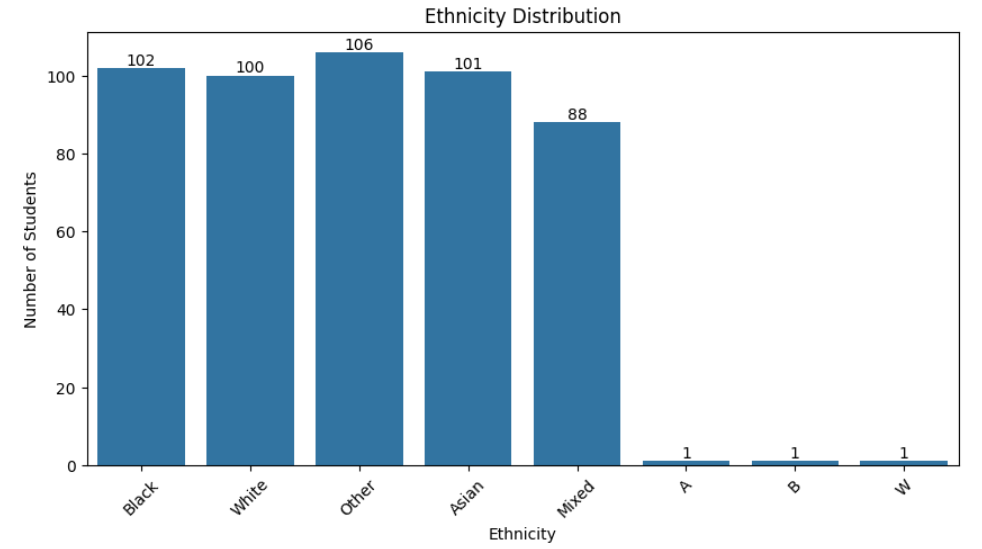 Ethnicity Distribution
Number of Students
100
80
60
40
20
0
102
100
106
101
88
1
1
1
Black
White
Other
Asian
Mixed
A
B
W
Ethnicity